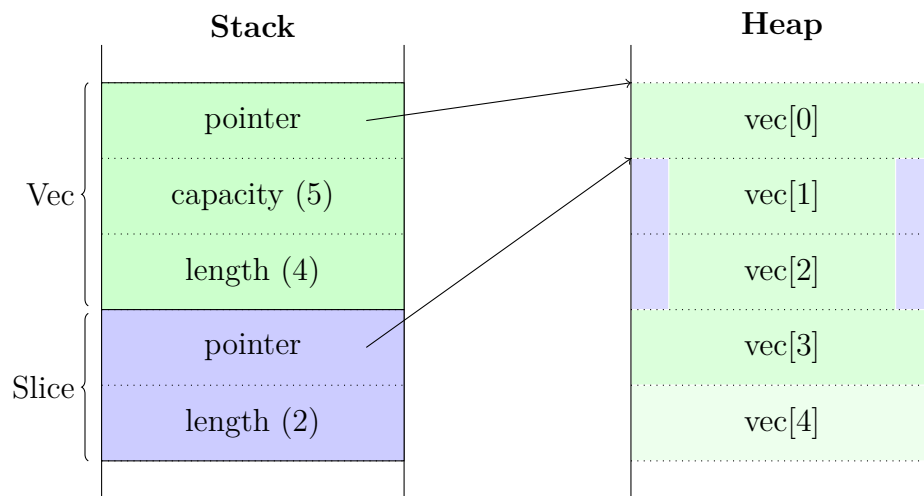 Stack
Heap
Vec
pointer
capacity (5)
length (4)
Slice
pointer
length (2)
vec[0]
vec[1]
vec[2]
vec[3]
vec[4]